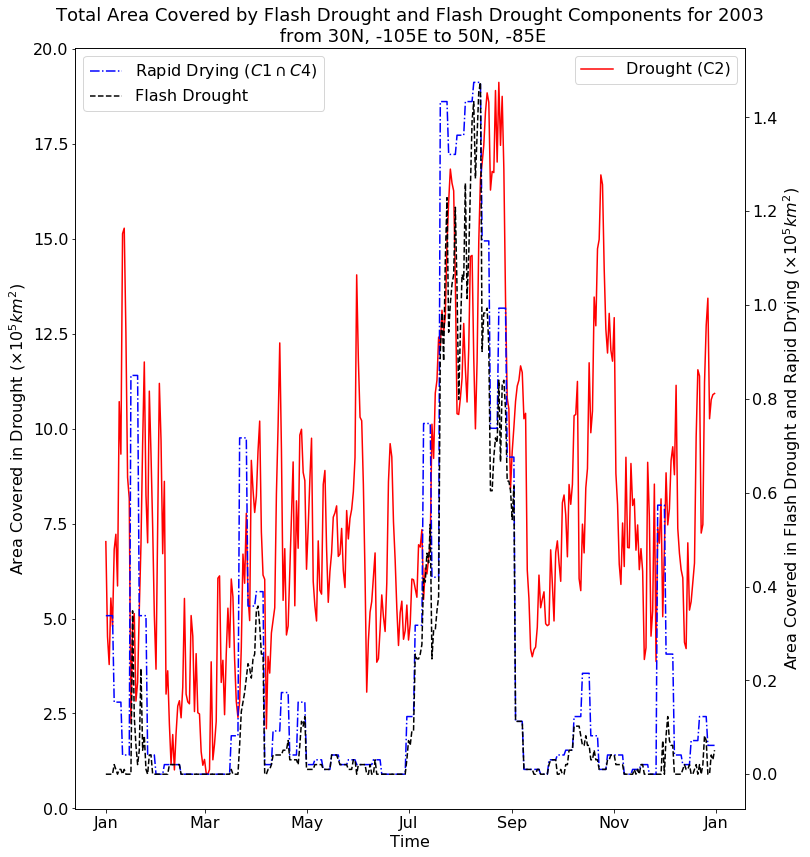 Total Area Covered by Flash Drought and Flash Drought Components for 2003
from 30N, -105E to 50N, -85E
Rapid Drying (C1 ∩ C4)
Flash Drought
Drought (C2)
Area Covered in Drought (×10⁵km²)
20.0
17.5
15.0
12.5
10.0
7.5
5.0
2.5
0.0
1.4
1.2
1.0
0.8
0.6
0.4
0.2
0.0
Area Covered in Flash Drought and Rapid Drying (×10⁵km²)
Jan Mar May Jul Sep Nov Jan
Time